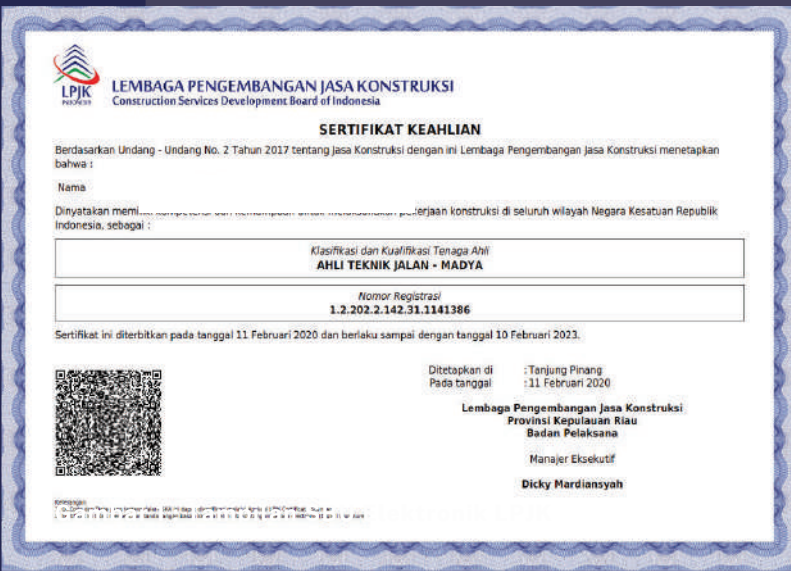 LPJK
INDONESIA
LEMBAGA PENGEMBANGAN JASA KONSTRUKSI
Construction Services Development Board of Indonesia
SERTIFIKAT KEAHLIAN
Berdasarkan Undang - Undang No. 2 Tahun 2017 tentang Jasa Konstruksi dengan ini Lembaga Pengembangan Jasa Konstruksi menetapkan
bahwa :
Nama
Dinyatakan konstruksi di seluruh wilayah Negara Kesatuan Republik
Indonesia, sebagai :
Klasifikasi dan Kualifikasi Tenaga Ahli
AHLI TEKNIK JALAN - MADYA
Nomor Registrasi
1.2.202.2.142.31.1141386
Sertifikat ini diterbitkan pada tanggal 11 Februari 2020 dan berlaku sampai dengan tanggal 10 Februari 2023.
Ditetapkan di : Tanjung Pinang
Pada tanggal : 11 Februari 2020
Lembaga Pengembangan Jasa Konstruksi
Provinsi Kepulauan Riau
Badan Pelaksana
Manajer Eksekutif
Dicky Mardiansyah